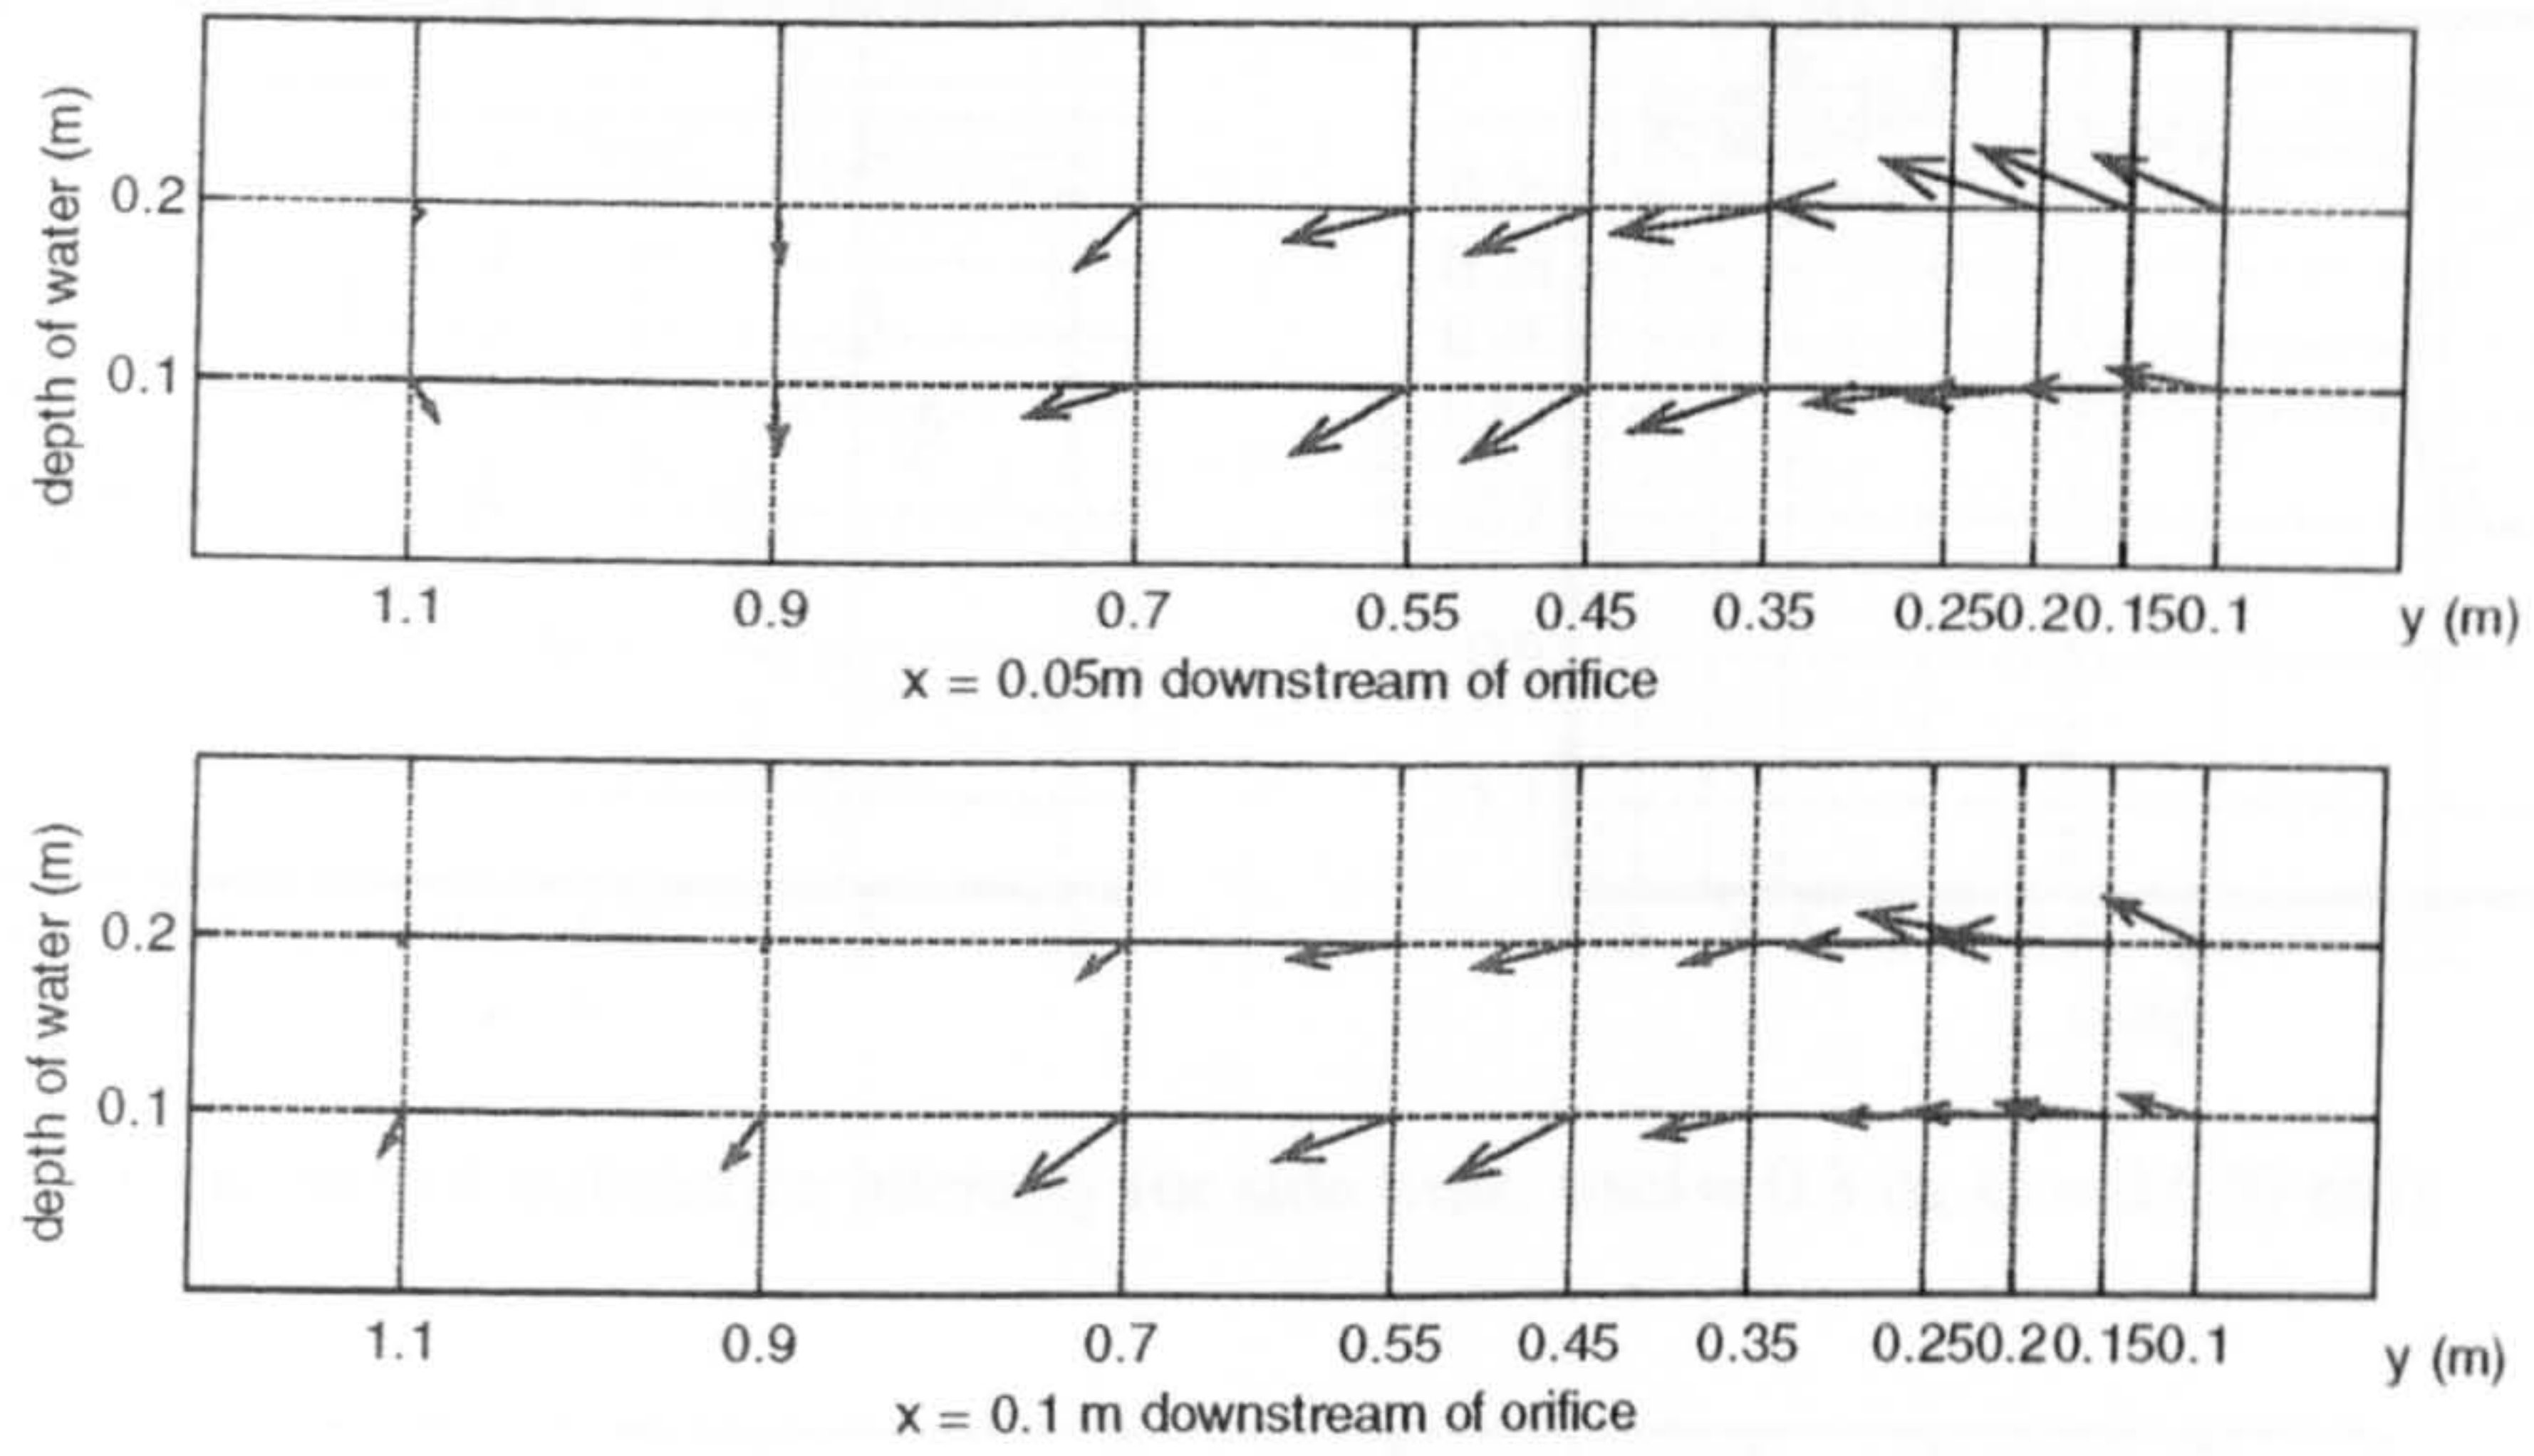 depth of water (m)
0.2
0.1
1.1 0.9 0.7 0.55 0.45 0.35 0.250.20.150.1 y (m)
x = 0.05m downstream of orifice
depth of water (m)
0.2
0.1
1.1 0.9 0.7 0.55 0.45 0.35 0.250.20.150.1 y (m)
x = 0.1 m downstream of orifice